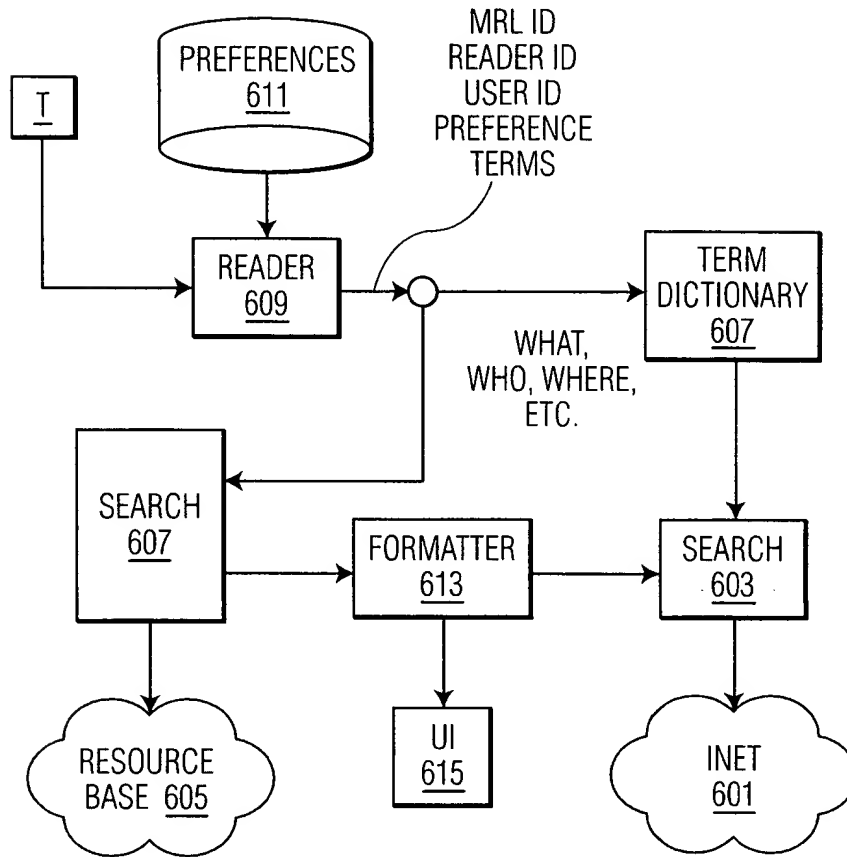 MRL ID
READER ID
USER ID
PREFERENCE
TERMS
PREFERENCES
611
T
READER
609
TERM
DICTIONARY
607
WHAT,
WHO, WHERE,
ETC.
SEARCH
607
FORMATTER
613
SEARCH
603
RESOURCE
BASE 605
UI
615
INET
601